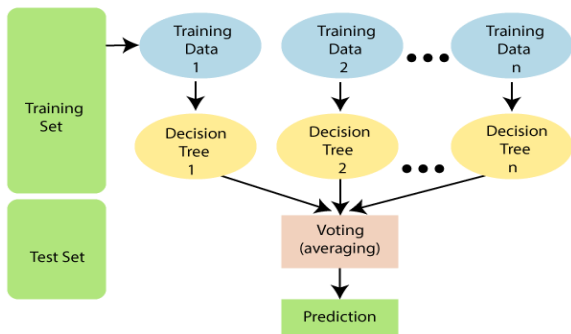 Training
Set
Training
Data
1
Training
Data
2
Training
Data
n
Decision
Tree
1
Decision
Tree
2
Decision
Tree
n
Test Set
Voting
(averaging)
Prediction